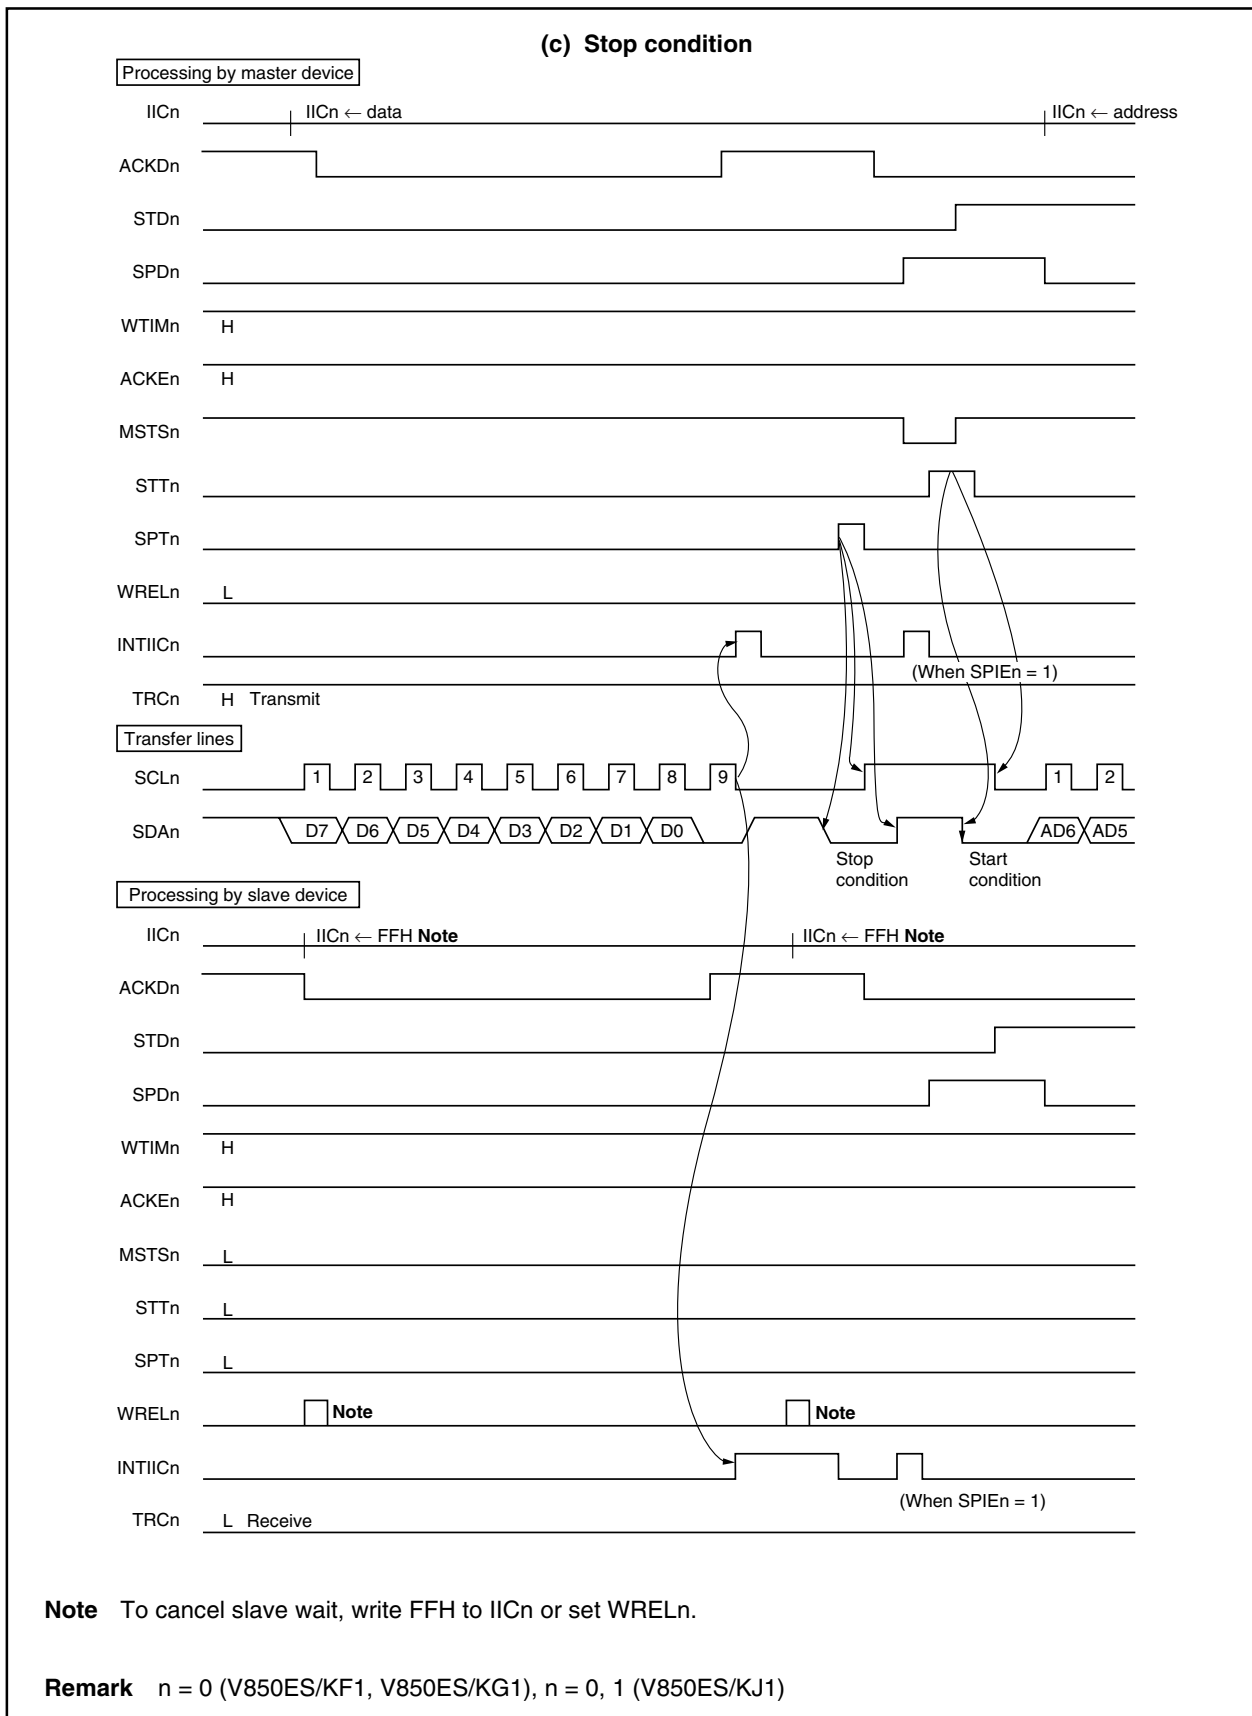 (c) Stop condition
Processing by master device
IICn IICn ← data IICn ← address
ACKDn
STDn
SPDn
WTIMn H
ACKEn H
MSTSn
STTn
SPTn
WRELn L
INTIICn
(When SPIEn = 1)
TRCn H Transmit
Transfer lines
SCLn 1 2 3 4 5 6 7 8 9 1 2
SDAn D7 D6 D5 D4 D3 D2 D1 D0 AD6 AD5
Stop condition
Start condition
Processing by slave device
IICn IICn ← FFH Note IICn ← FFH Note
ACKDn
STDn
SPDn
WTIMn H
ACKEn H
MSTSn L
STTn L
SPTn L
WRELn Note Note
INTIICn
(When SPIEn = 1)
TRCn L Receive
Note To cancel slave wait, write FFH to IICn or set WRELn.
Remark n = 0 (V850ES/KF1, V850ES/KG1), n = 0, 1 (V850ES/KJ1)